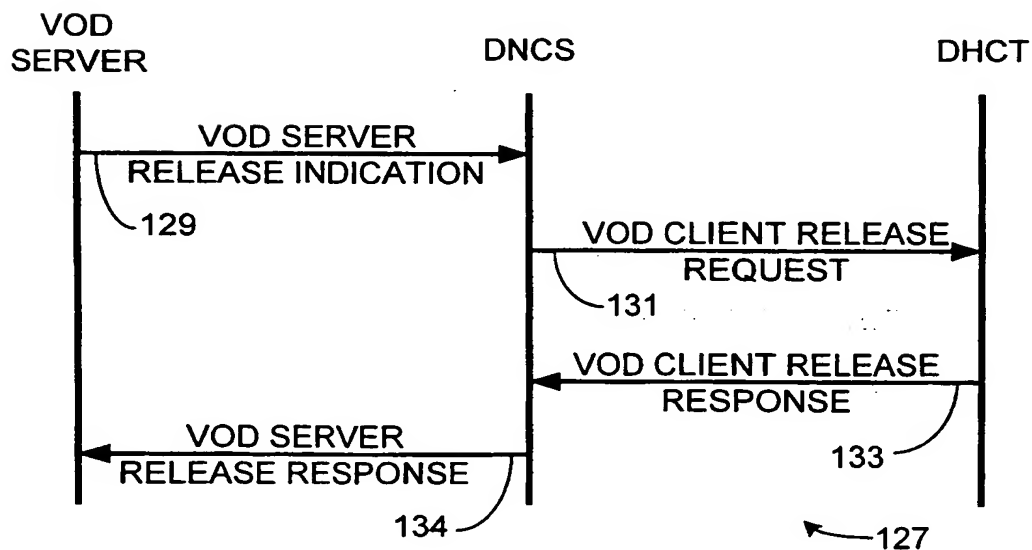 VOD
SERVER
DNCS
DHCT
VOD SERVER
RELEASE INDICATION
129
VOD CLIENT RELEASE
REQUEST
131
VOD CLIENT RELEASE
RESPONSE
133
VOD SERVER
RELEASE RESPONSE
134
127